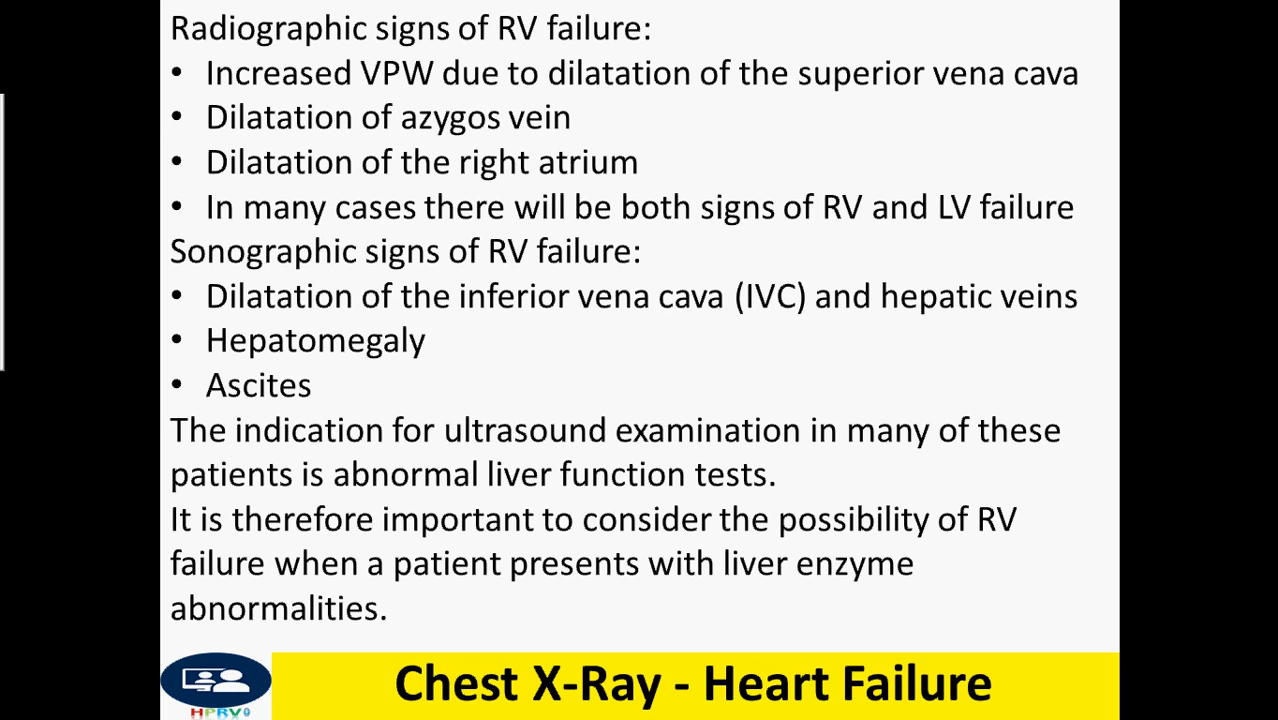 Radiographic signs of RV failure:
• Increased VPW due to dilatation of the superior vena cava
• Dilatation of azygos vein
• Dilatation of the right atrium
• In many cases there will be both signs of RV and LV failure
Sonographic signs of RV failure:
• Dilatation of the inferior vena cava (IVC) and hepatic veins
• Hepatomegaly
• Ascites
The indication for ultrasound examination in many of these
patients is abnormal liver function tests.
It is therefore important to consider the possibility of RV
failure when a patient presents with liver enzyme
abnormalities.
Chest X-Ray - Heart Failure
HPRV